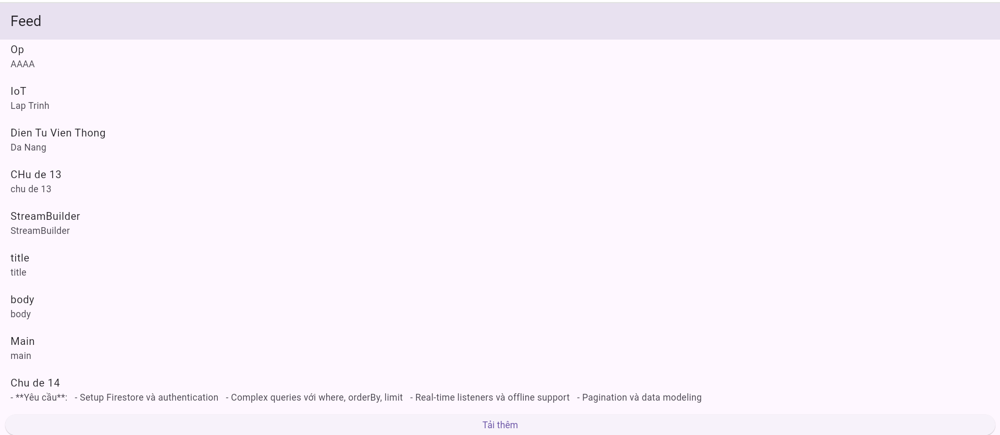 Feed
Op
AAAA
IoT
Lap Trinh
Dien Tu Vien Thong
Da Nang
CHu de 13
chu de 13
StreamBuilder
StreamBuilder
title
title
body
body
Main
main
Chu de 14
- **Yêu cầu**:   - Setup Firestore và authentication   - Complex queries với where, orderBy, limit   - Real-time listeners và offline support   - Pagination và data modeling
Tải thêm